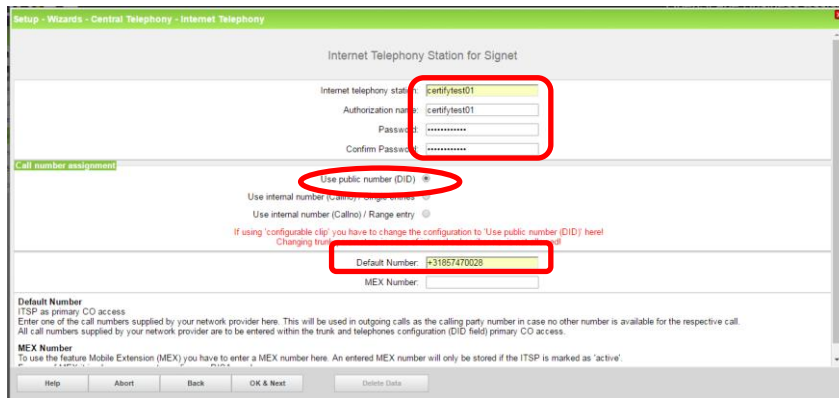 Setup - Wizards - Central Telephony - Internet Telephony
Internet Telephony Station for Signet
Internet telephony station: certifytest01
Authorization name: certifytest01
Password: ************
Confirm Password: ************
Call number assignment
Use public number (DID)
Use internal number (Callno) / Single entries
Use internal number (Callno) / Range entry
If using 'configurable clip' you have to change the configuration to 'Use public number (DID)' here!
Changing trunk
Default Number: +31857470028
MEX Number:
Default Number
ITSP as primary CO access
Enter one of the call numbers supplied by your network provider here. This will be used in outgoing calls as the calling party number in case no other number is available for the respective call.
All call numbers supplied by your network provider are to be entered within the trunk and telephones configuration (DID field) primary CO access.
MEX Number
To use the feature Mobile Extension (MEX) you have to enter a MEX number here. An entered MEX number will only be stored if the ITSP is marked as 'active'.
Help Abort Back OK & Next Delete Data